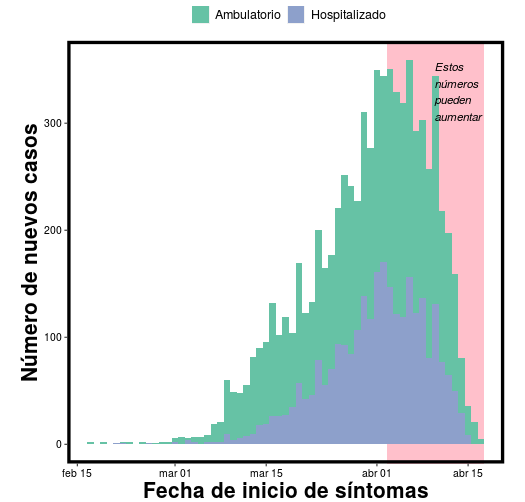 Ambulatorio Hospitalizado
Estos
números
pueden
aumentar
Número de nuevos casos
300
200
100
0
feb 15 mar 01 mar 15 abr 01 abr 15
Fecha de inicio de síntomas